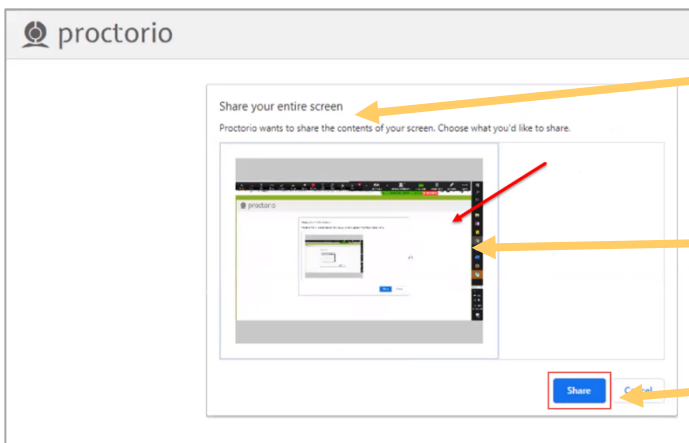 proctorio
Share your entire screen
Proctorio wants to share the contents of your screen. Choose what you'd like to share.
proctorio
Share